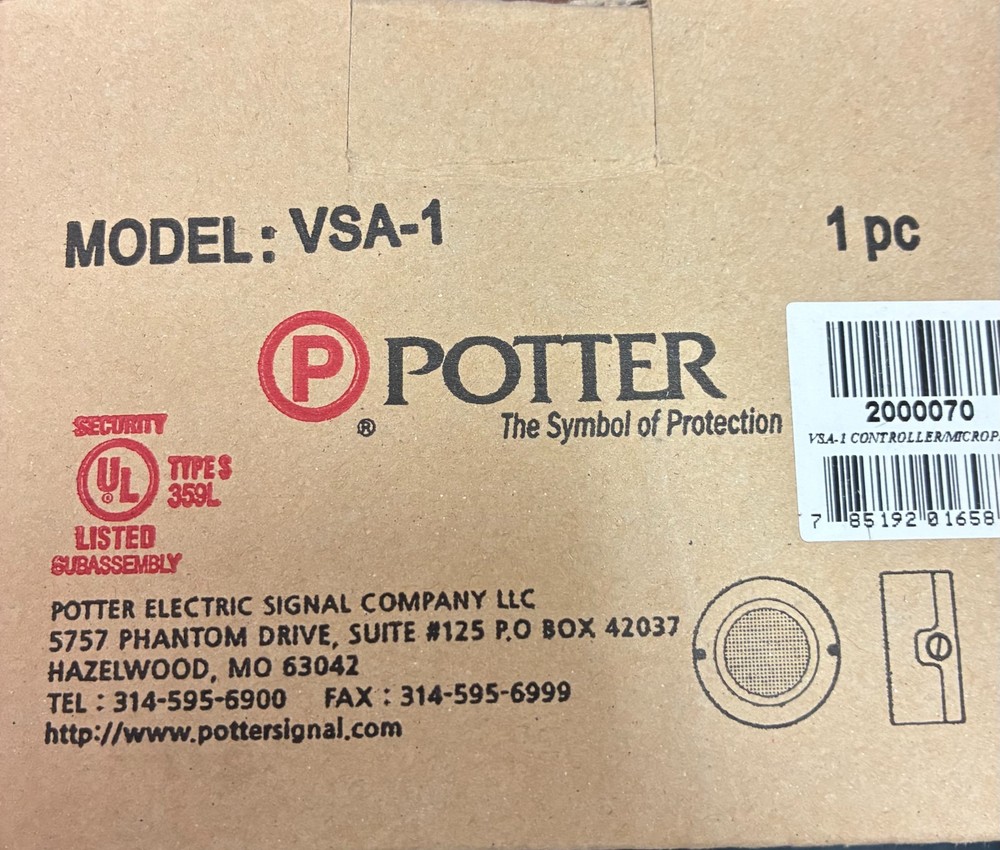 MODEL: VSA-1
1 pc
P POTTER
®
The Symbol of Protection
SECURITY
UL
®
TYPE S
359L
LISTED
SUBASSEMBLY
2000070
VSA-1 CONTROLLER/MICROP
7 85192 01658
POTTER ELECTRIC SIGNAL COMPANY LLC
5757 PHANTOM DRIVE, SUITE #125 P.O BOX 42037
HAZELWOOD, MO 63042
TEL : 314-595-6900 FAX : 314-595-6999
http://www.pottersignal.com